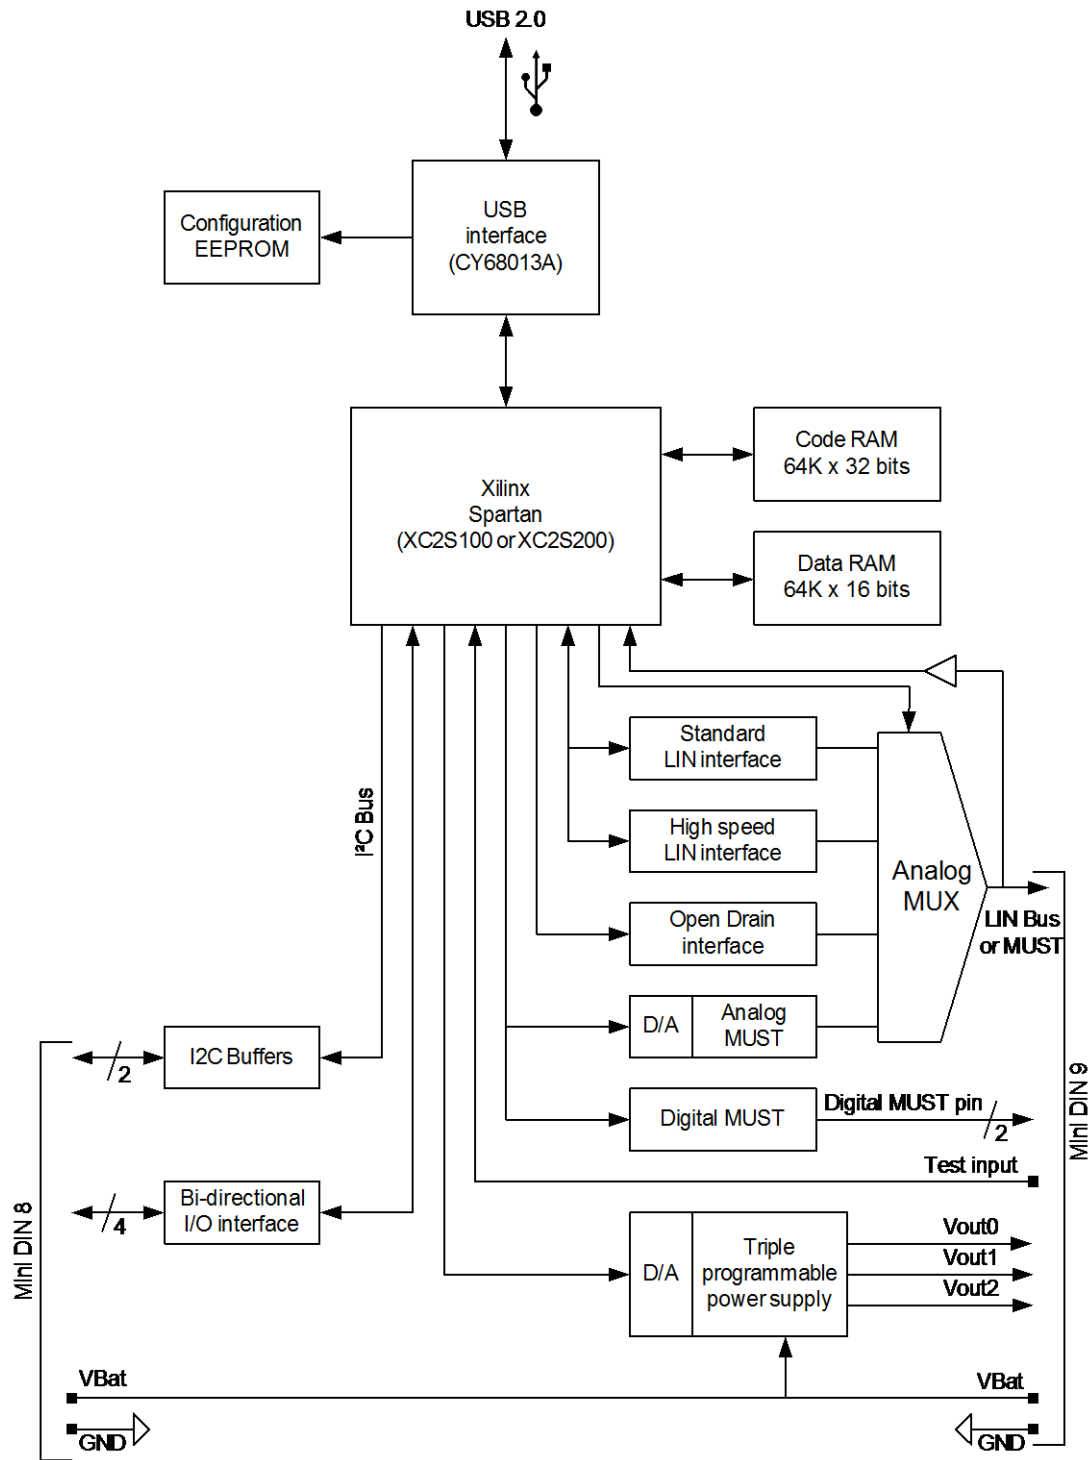 USB 2.0
USB
interface
(CY68013A)
Configuration
EEPROM
Xilinx
Spartan
(XC2S100 or XC2S200)
Code RAM
64K x 32 bits
Data RAM
64K x 16 bits
I²C Bus
Standard
LIN interface
High speed
LIN interface
Open Drain
interface
D/A
Analog
MUST
Analog
MUX
LIN Bus
or MUST
Digital MUST
Digital MUST pin
2
Test input
I2C Buffers
2
Bi-directional
I/O interface
4
D/A
Triple
programmable
power supply
Vout0
Vout1
Vout2
Mini DIN 8
Mini DIN 9
VBat
VBat
GND
GND